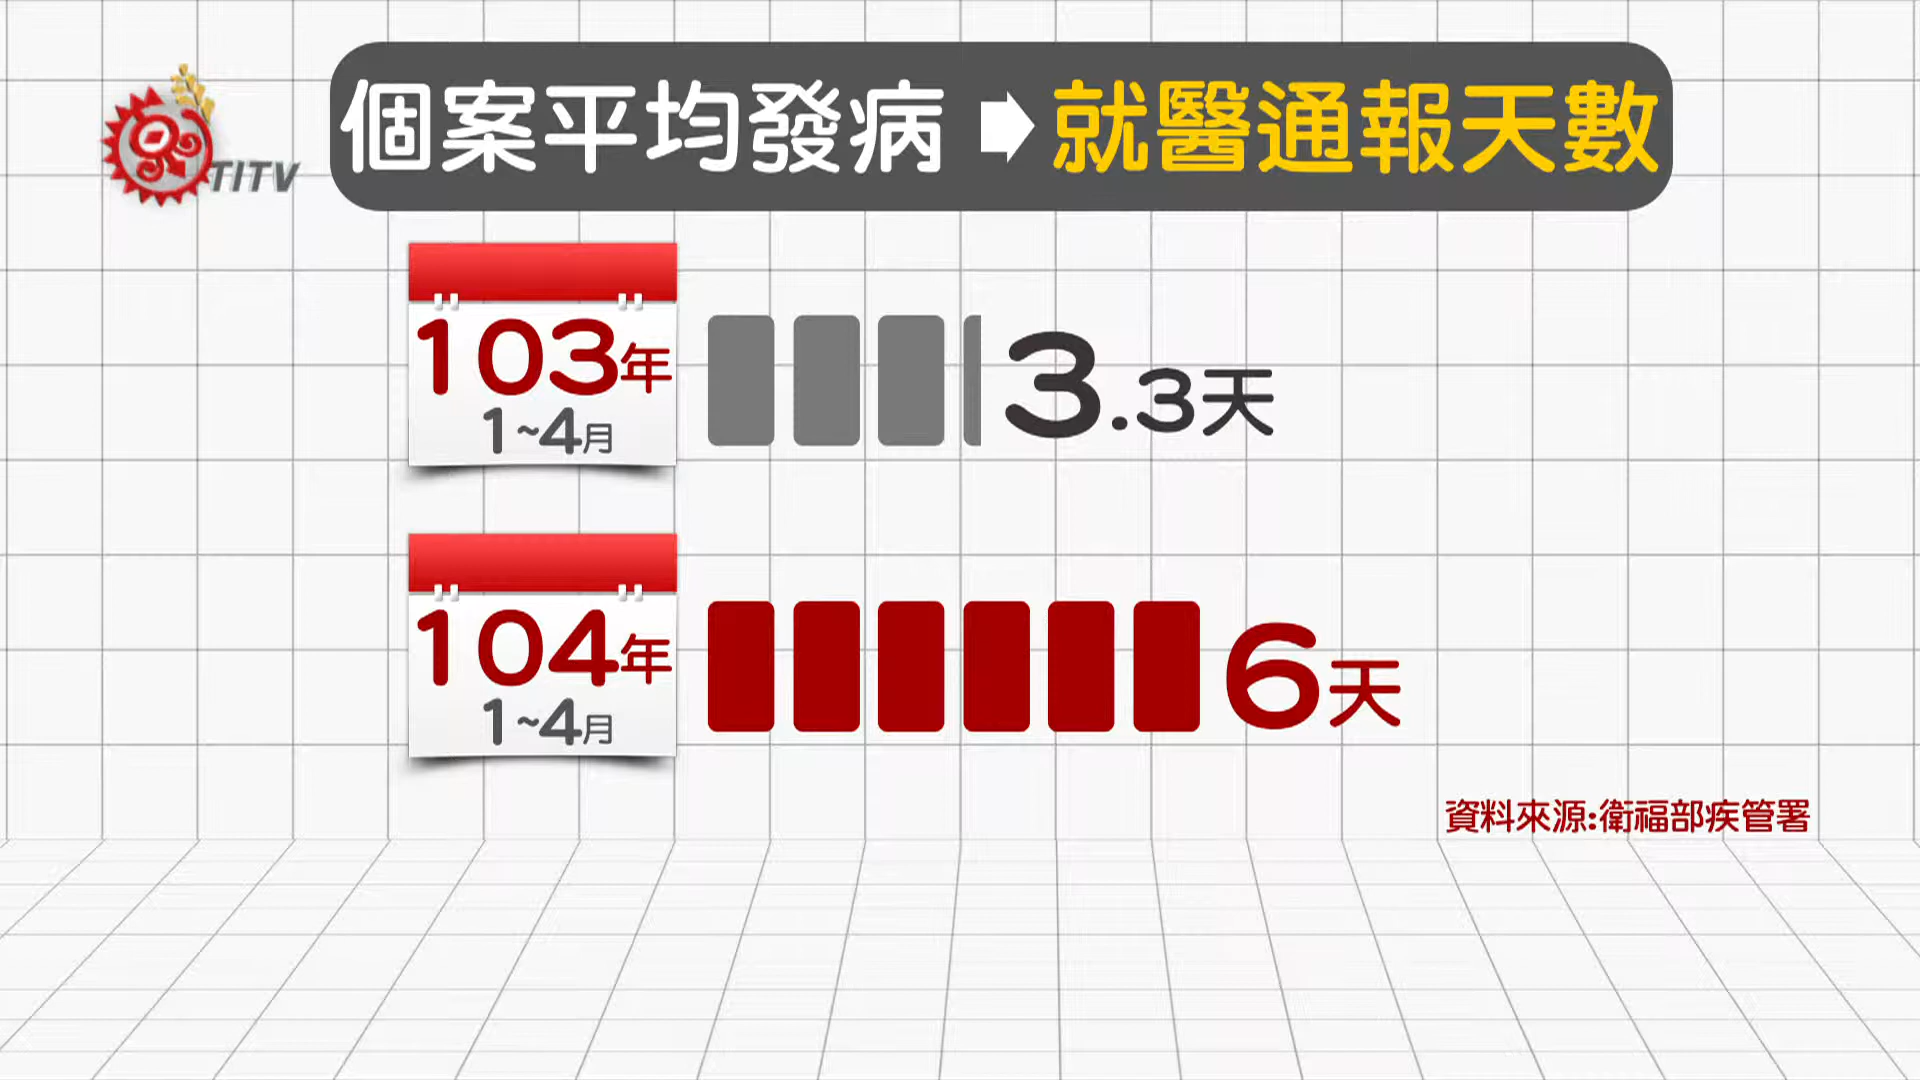 TITV
個案平均發病➡就醫通報天數
103年
1~4月
3.3天
104年
1~4月
6天
資料來源:衛福部疾管署